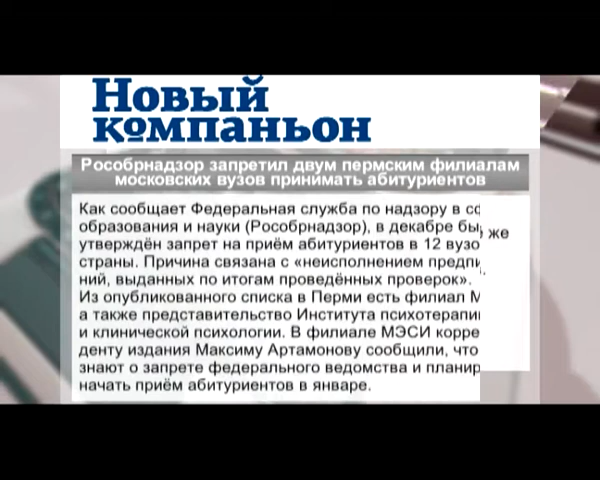 Новый
компаньон
Рособрнадзор запретил двум пермским филиалам
московских вузов принимать абитуриентов
Как сообщает Федеральная служба по надзору в
образования и науки (Рособрнадзор), в декабре бы
же
утверждён запрет на приём абитуриентов в 12 вузо
страны. Причина связана с «неисполнением предпи
ний, выданных по итогам проведённых проверок».
Из опубликованного списка в Перми есть филиал М
а также представительство Института психотерапи
и клинической психологии. В филиале МЭСИ корре
денту издания Максиму Артамонову сообщили, что
знают о запрете федерального ведомства и планир
начать приём абитуриентов в январе.